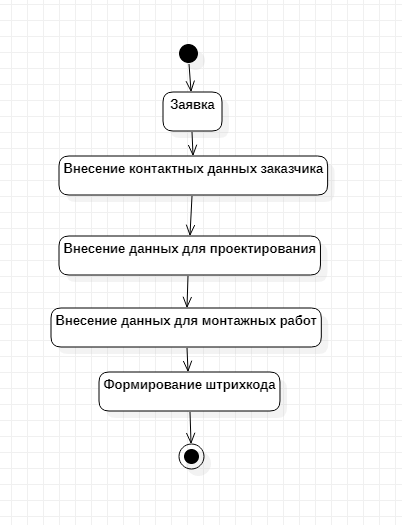 Заявка
Внесение контактных данных заказчика
Внесение данных для проектирования
Внесение данных для монтажных работ
Формирование штрихкода